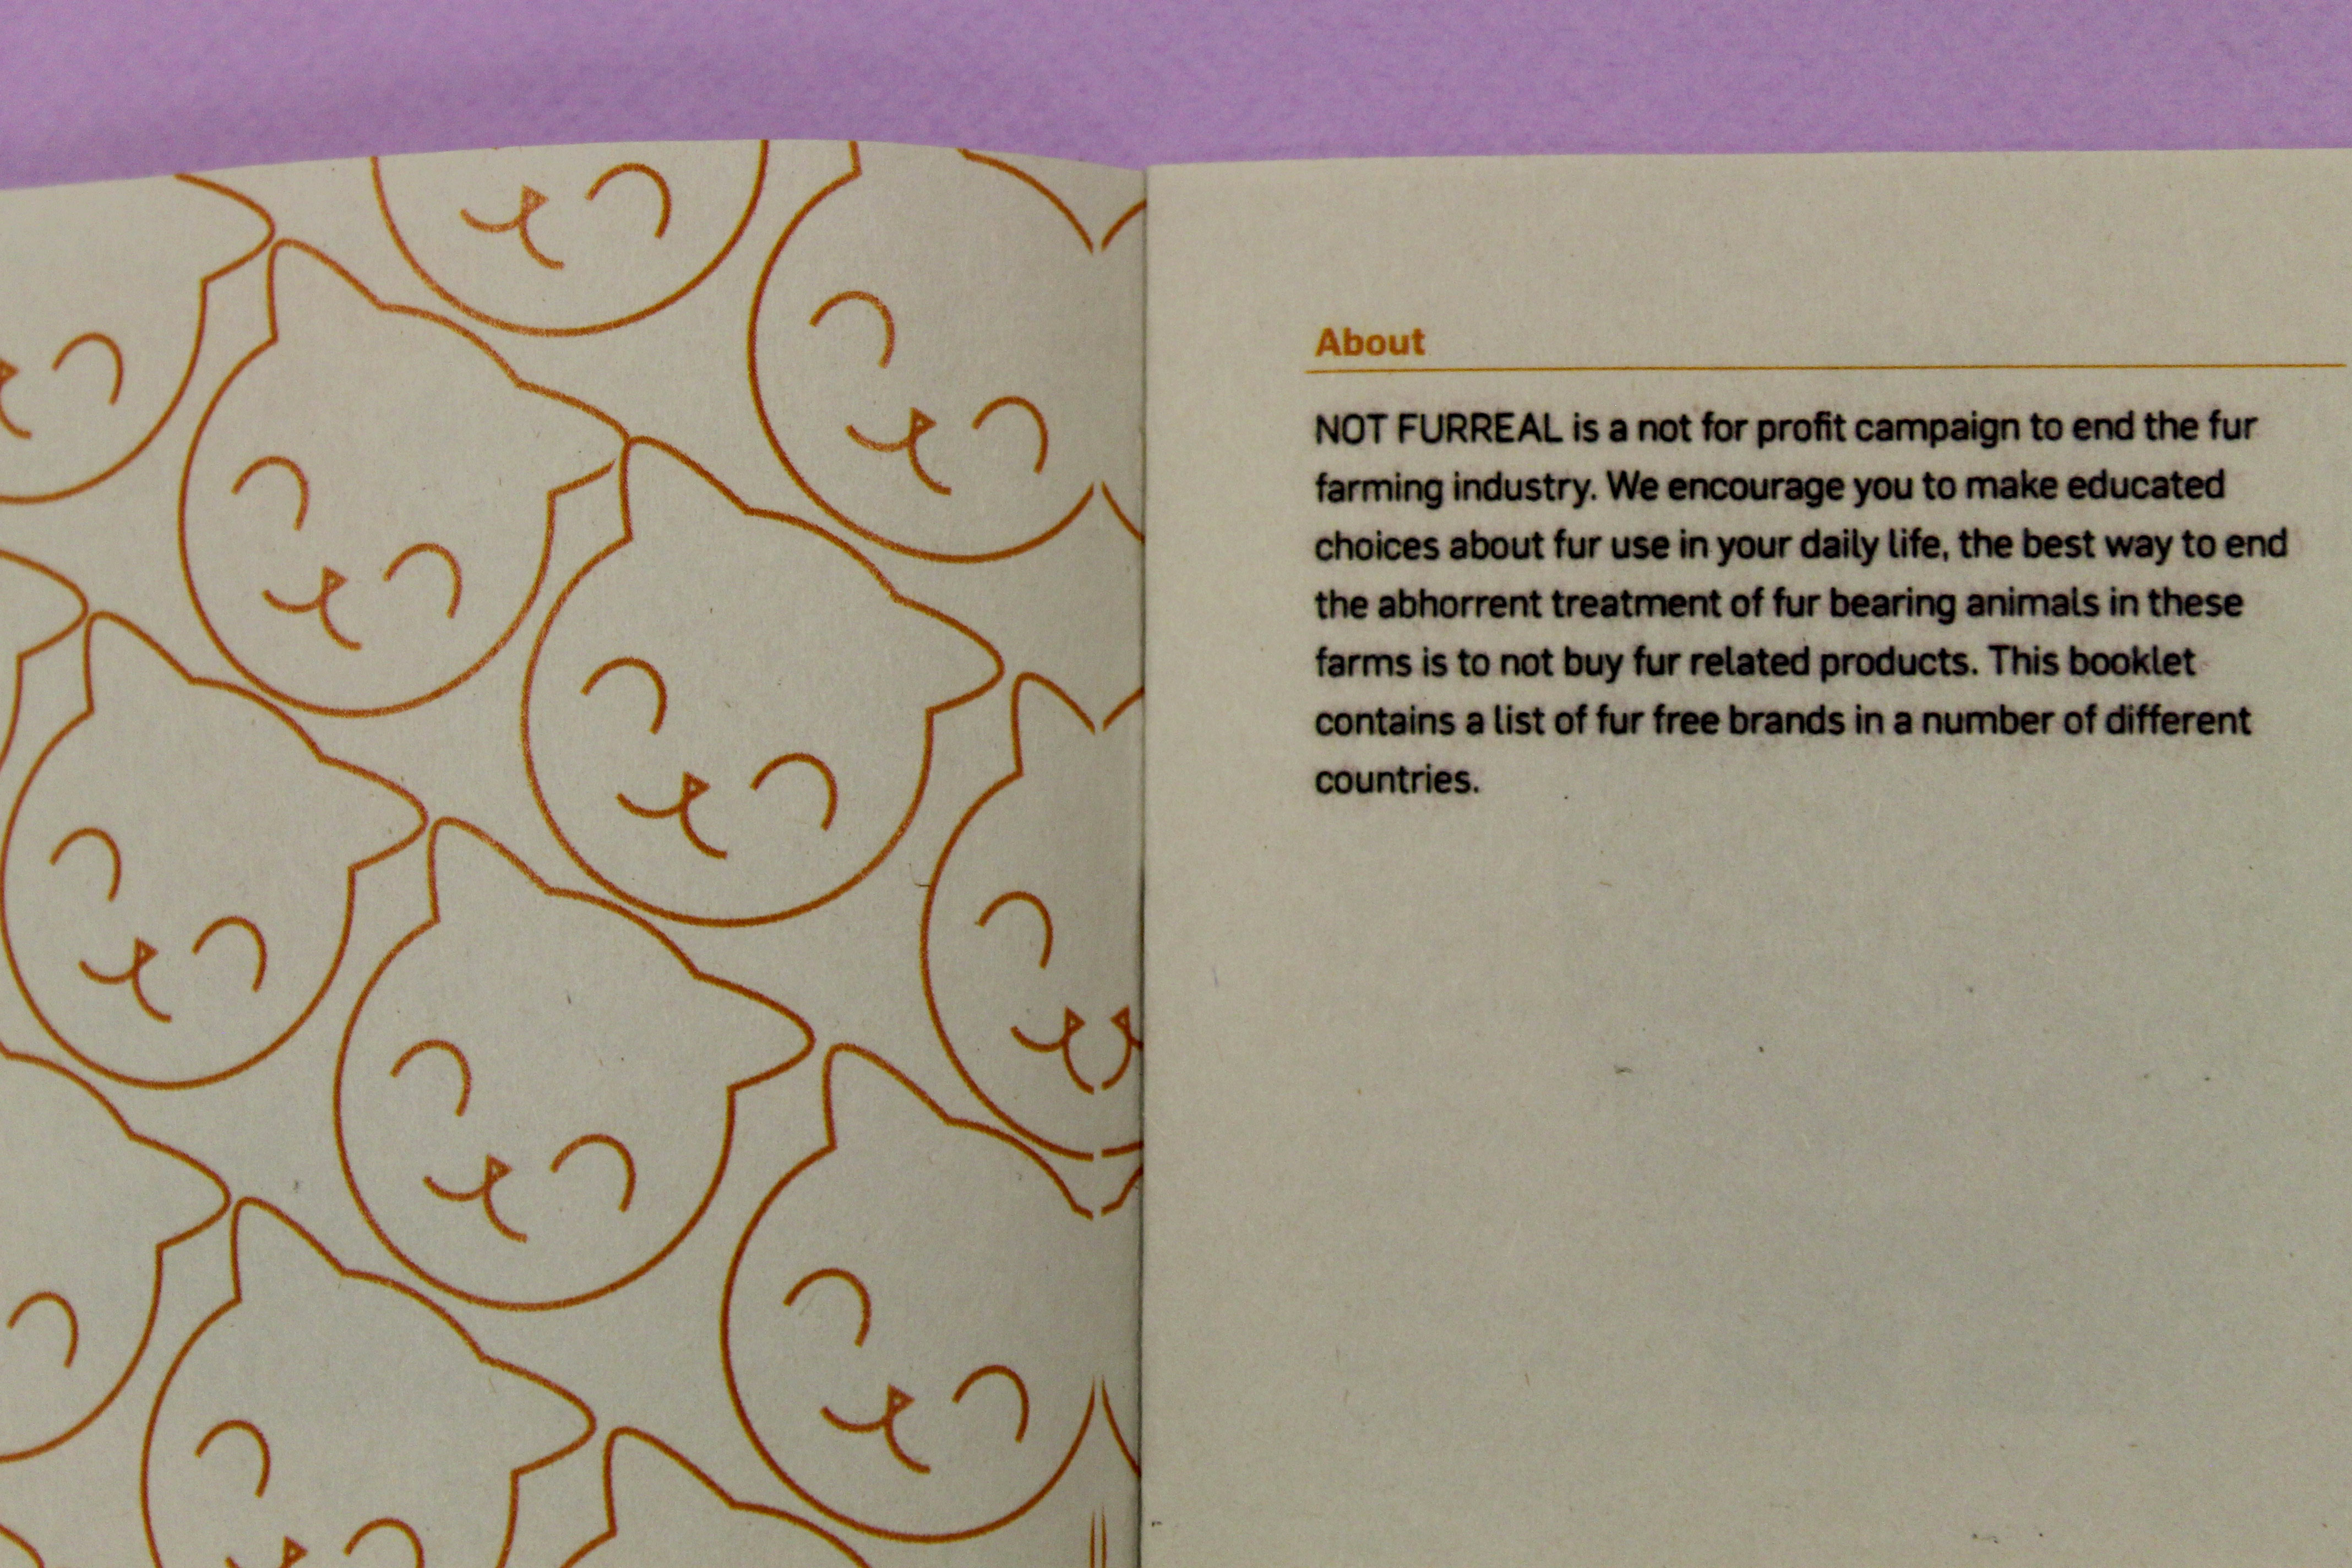 About
NOT FURREAL is a not for profit campaign to end the fur
farming industry. We encourage you to make educated
choices about fur use in your daily life, the best way to end
the abhorrent treatment of fur bearing animals in these
farms is to not buy fur related products. This booklet
contains a list of fur free brands in a number of different
countries.